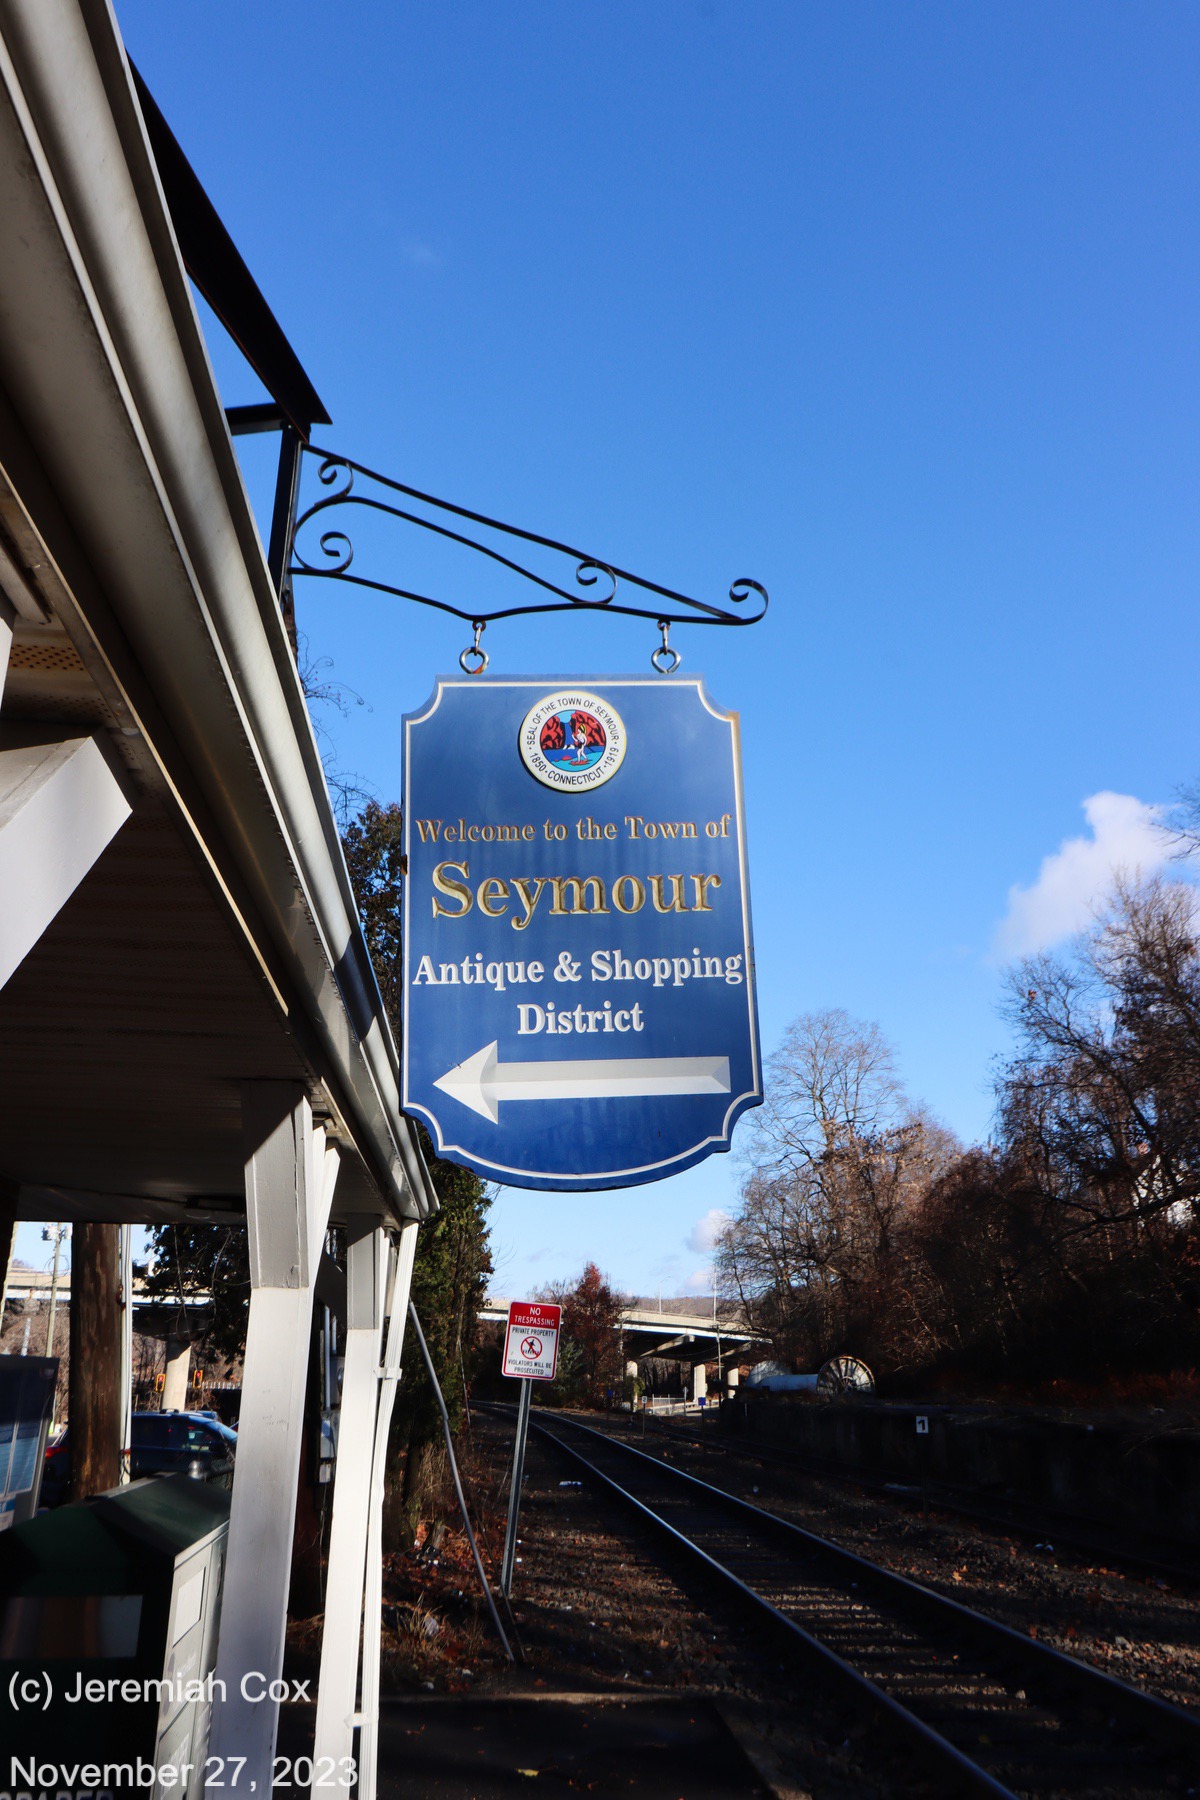 SEAL OF THE TOWN OF SEYMOUR
1850 · CONNECTICUT · 1919
Welcome to the Town of
Seymour
Antique & Shopping
District
NO
TRESPASSING
PRIVATE PROPERTY
VIOLATORS WILL BE
PROSECUTED
1
(c) Jeremiah Cox
November 27, 2023